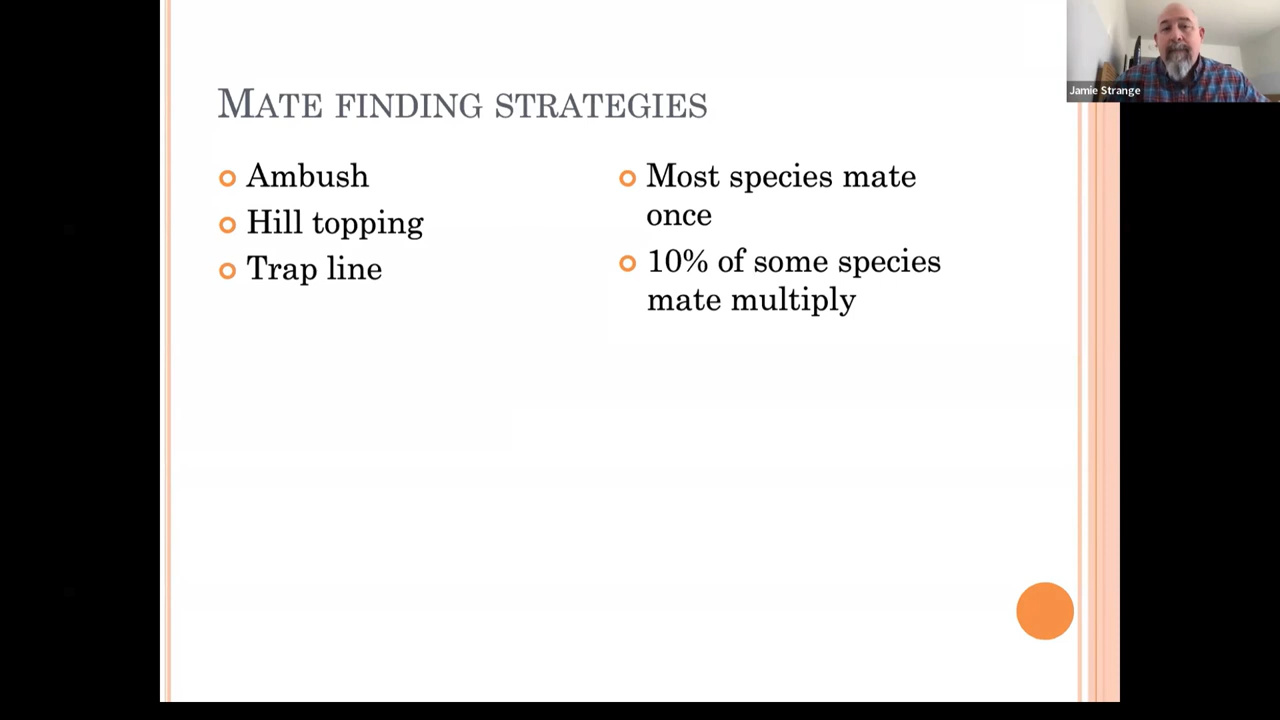 MATE FINDING STRATEGIES
Ambush
Hill topping
Trap line
Most species mate
once
10% of some species
mate multiply
Jamie Strange